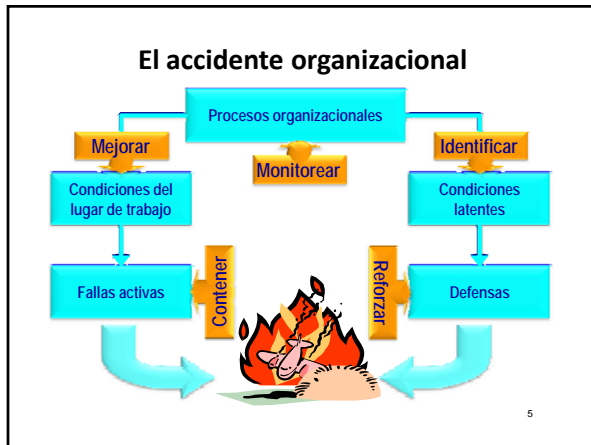 El accidente organizacional
Procesos organizacionales
Mejorar
Identificar
Monitorear
Condiciones del
lugar de trabajo
Condiciones
latentes
Fallas activas
Contener
Reforzar
Defensas
5